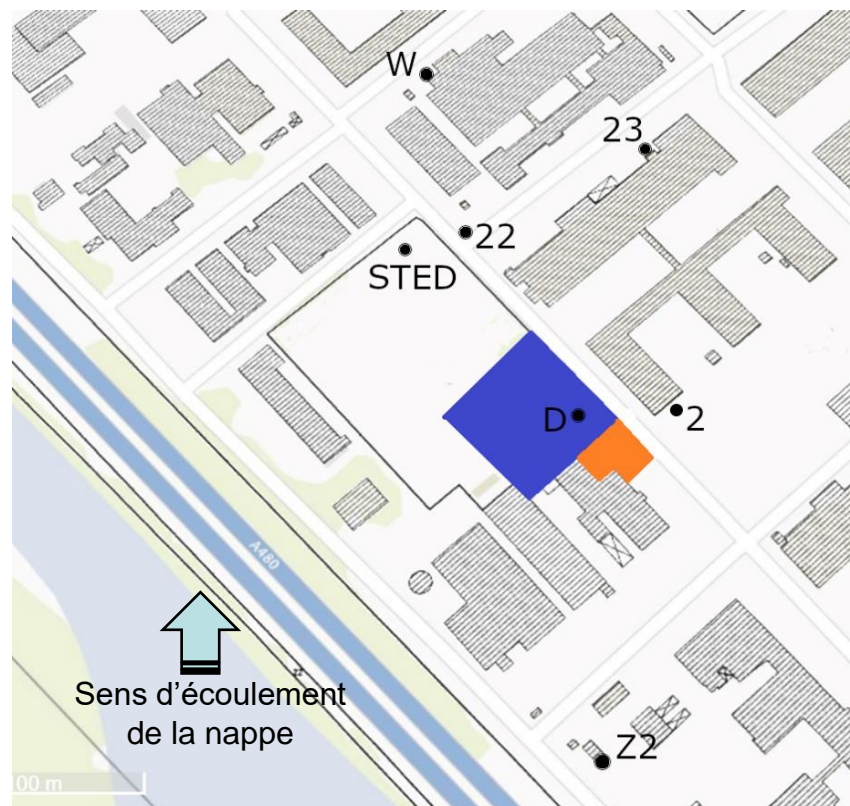 W
23
22
STED
D
2
A480
Sens d’écoulement
de la nappe
Z2
00 m